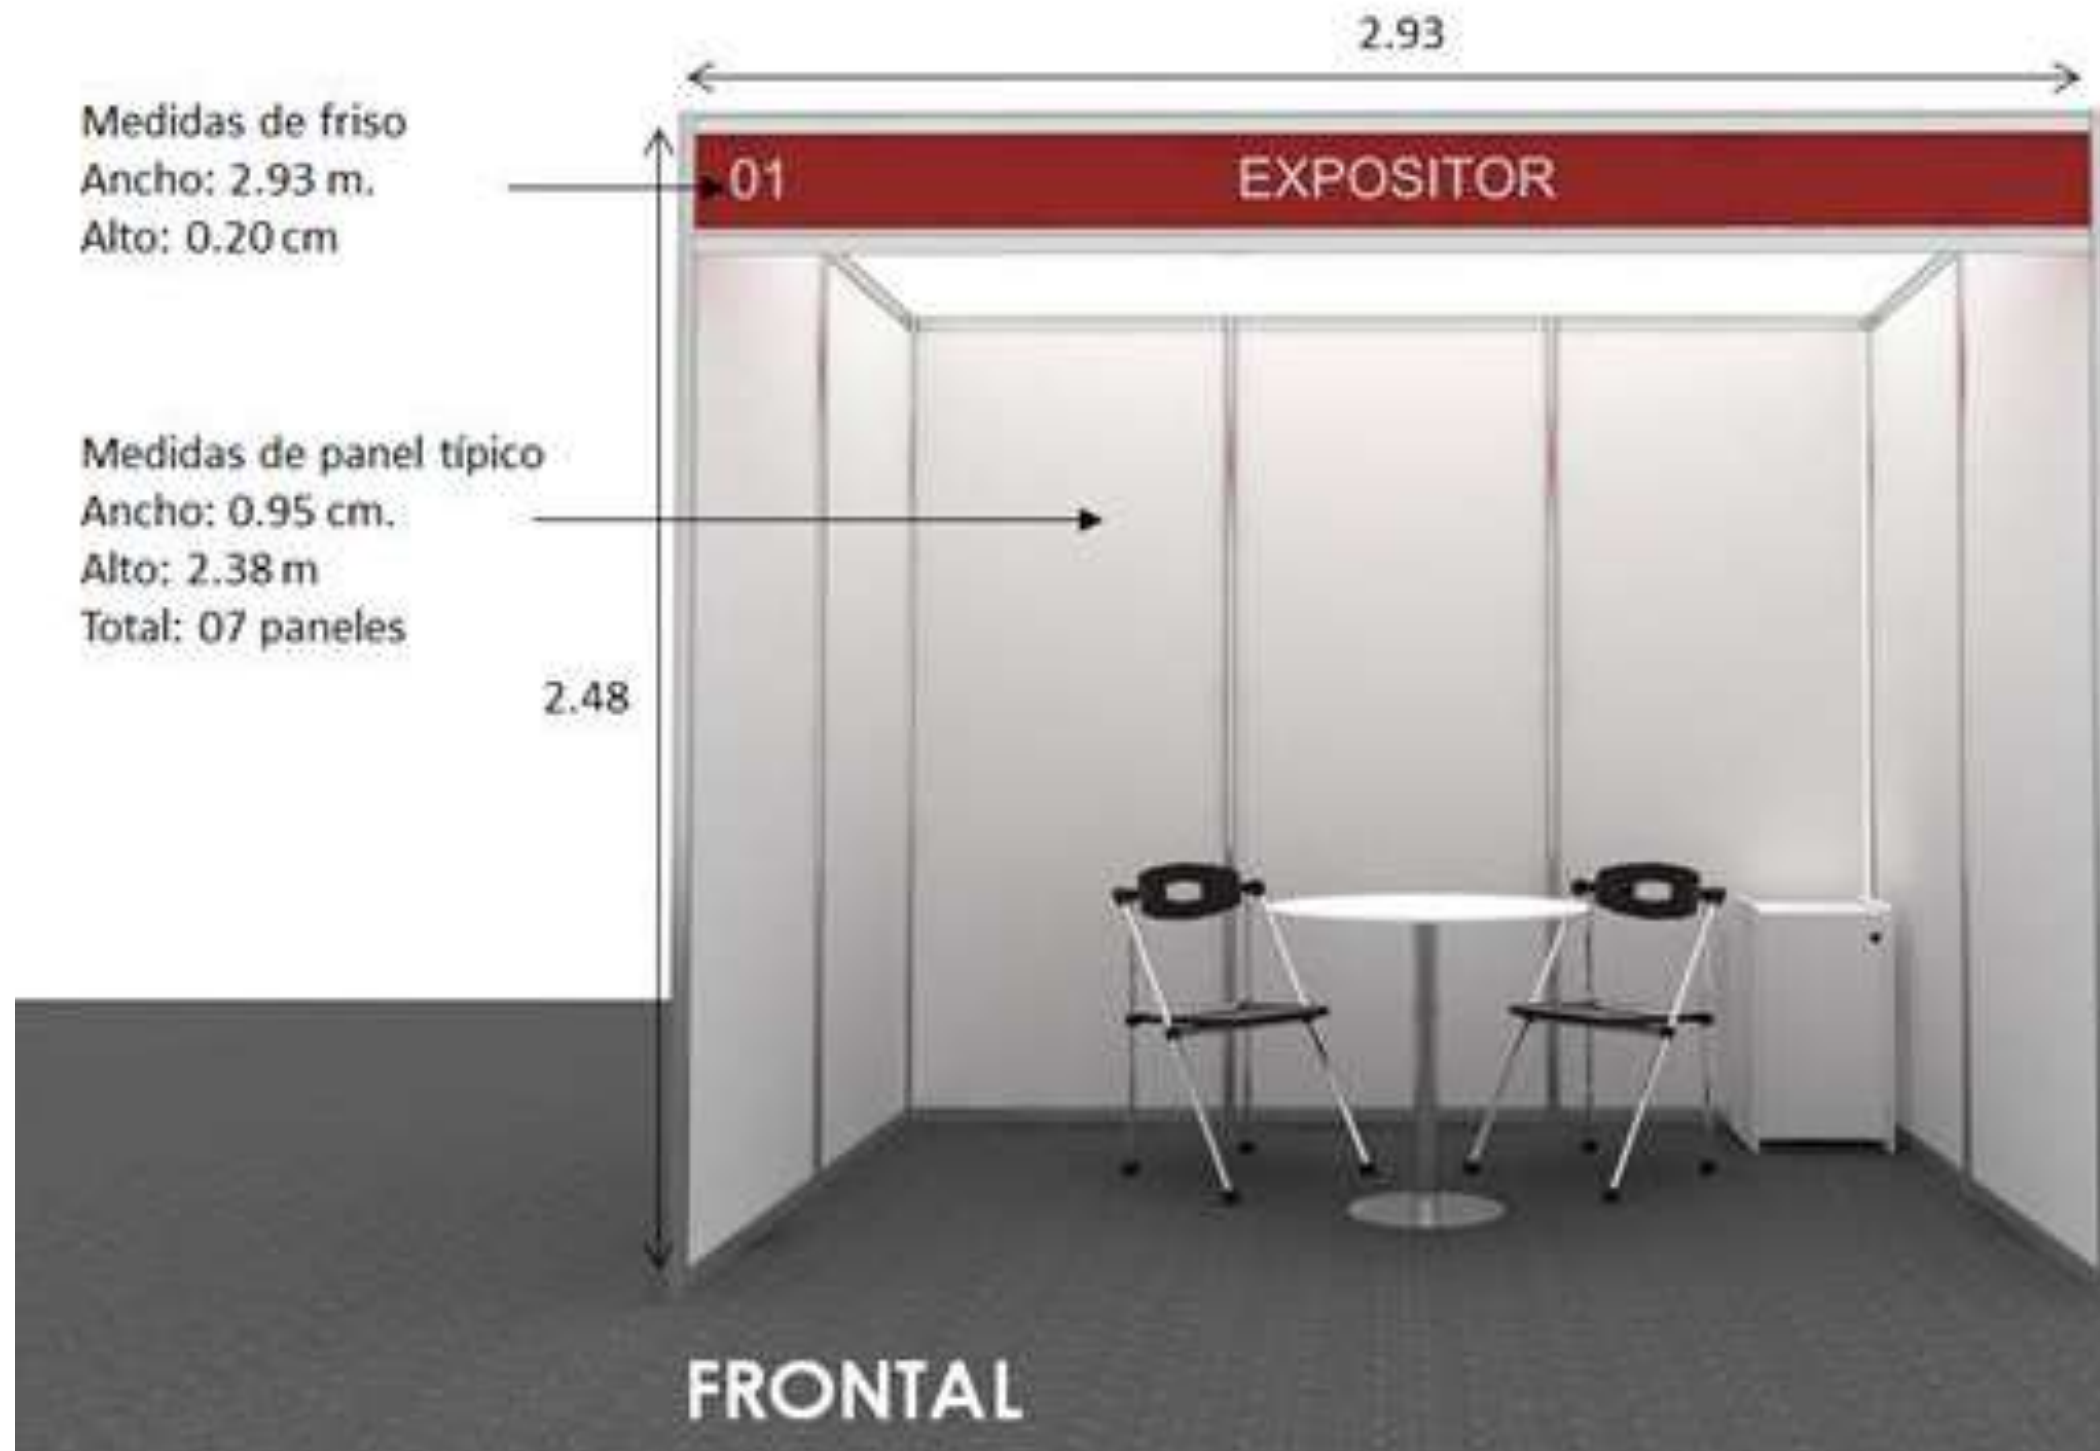 2.93
Medidas de friso
Ancho: 2.93 m.
Alto: 0.20 cm
01 EXPOSITOR
Medidas de panel típico
Ancho: 0.95 cm.
Alto: 2.38 m
Total: 07 paneles
2.48
FRONTAL